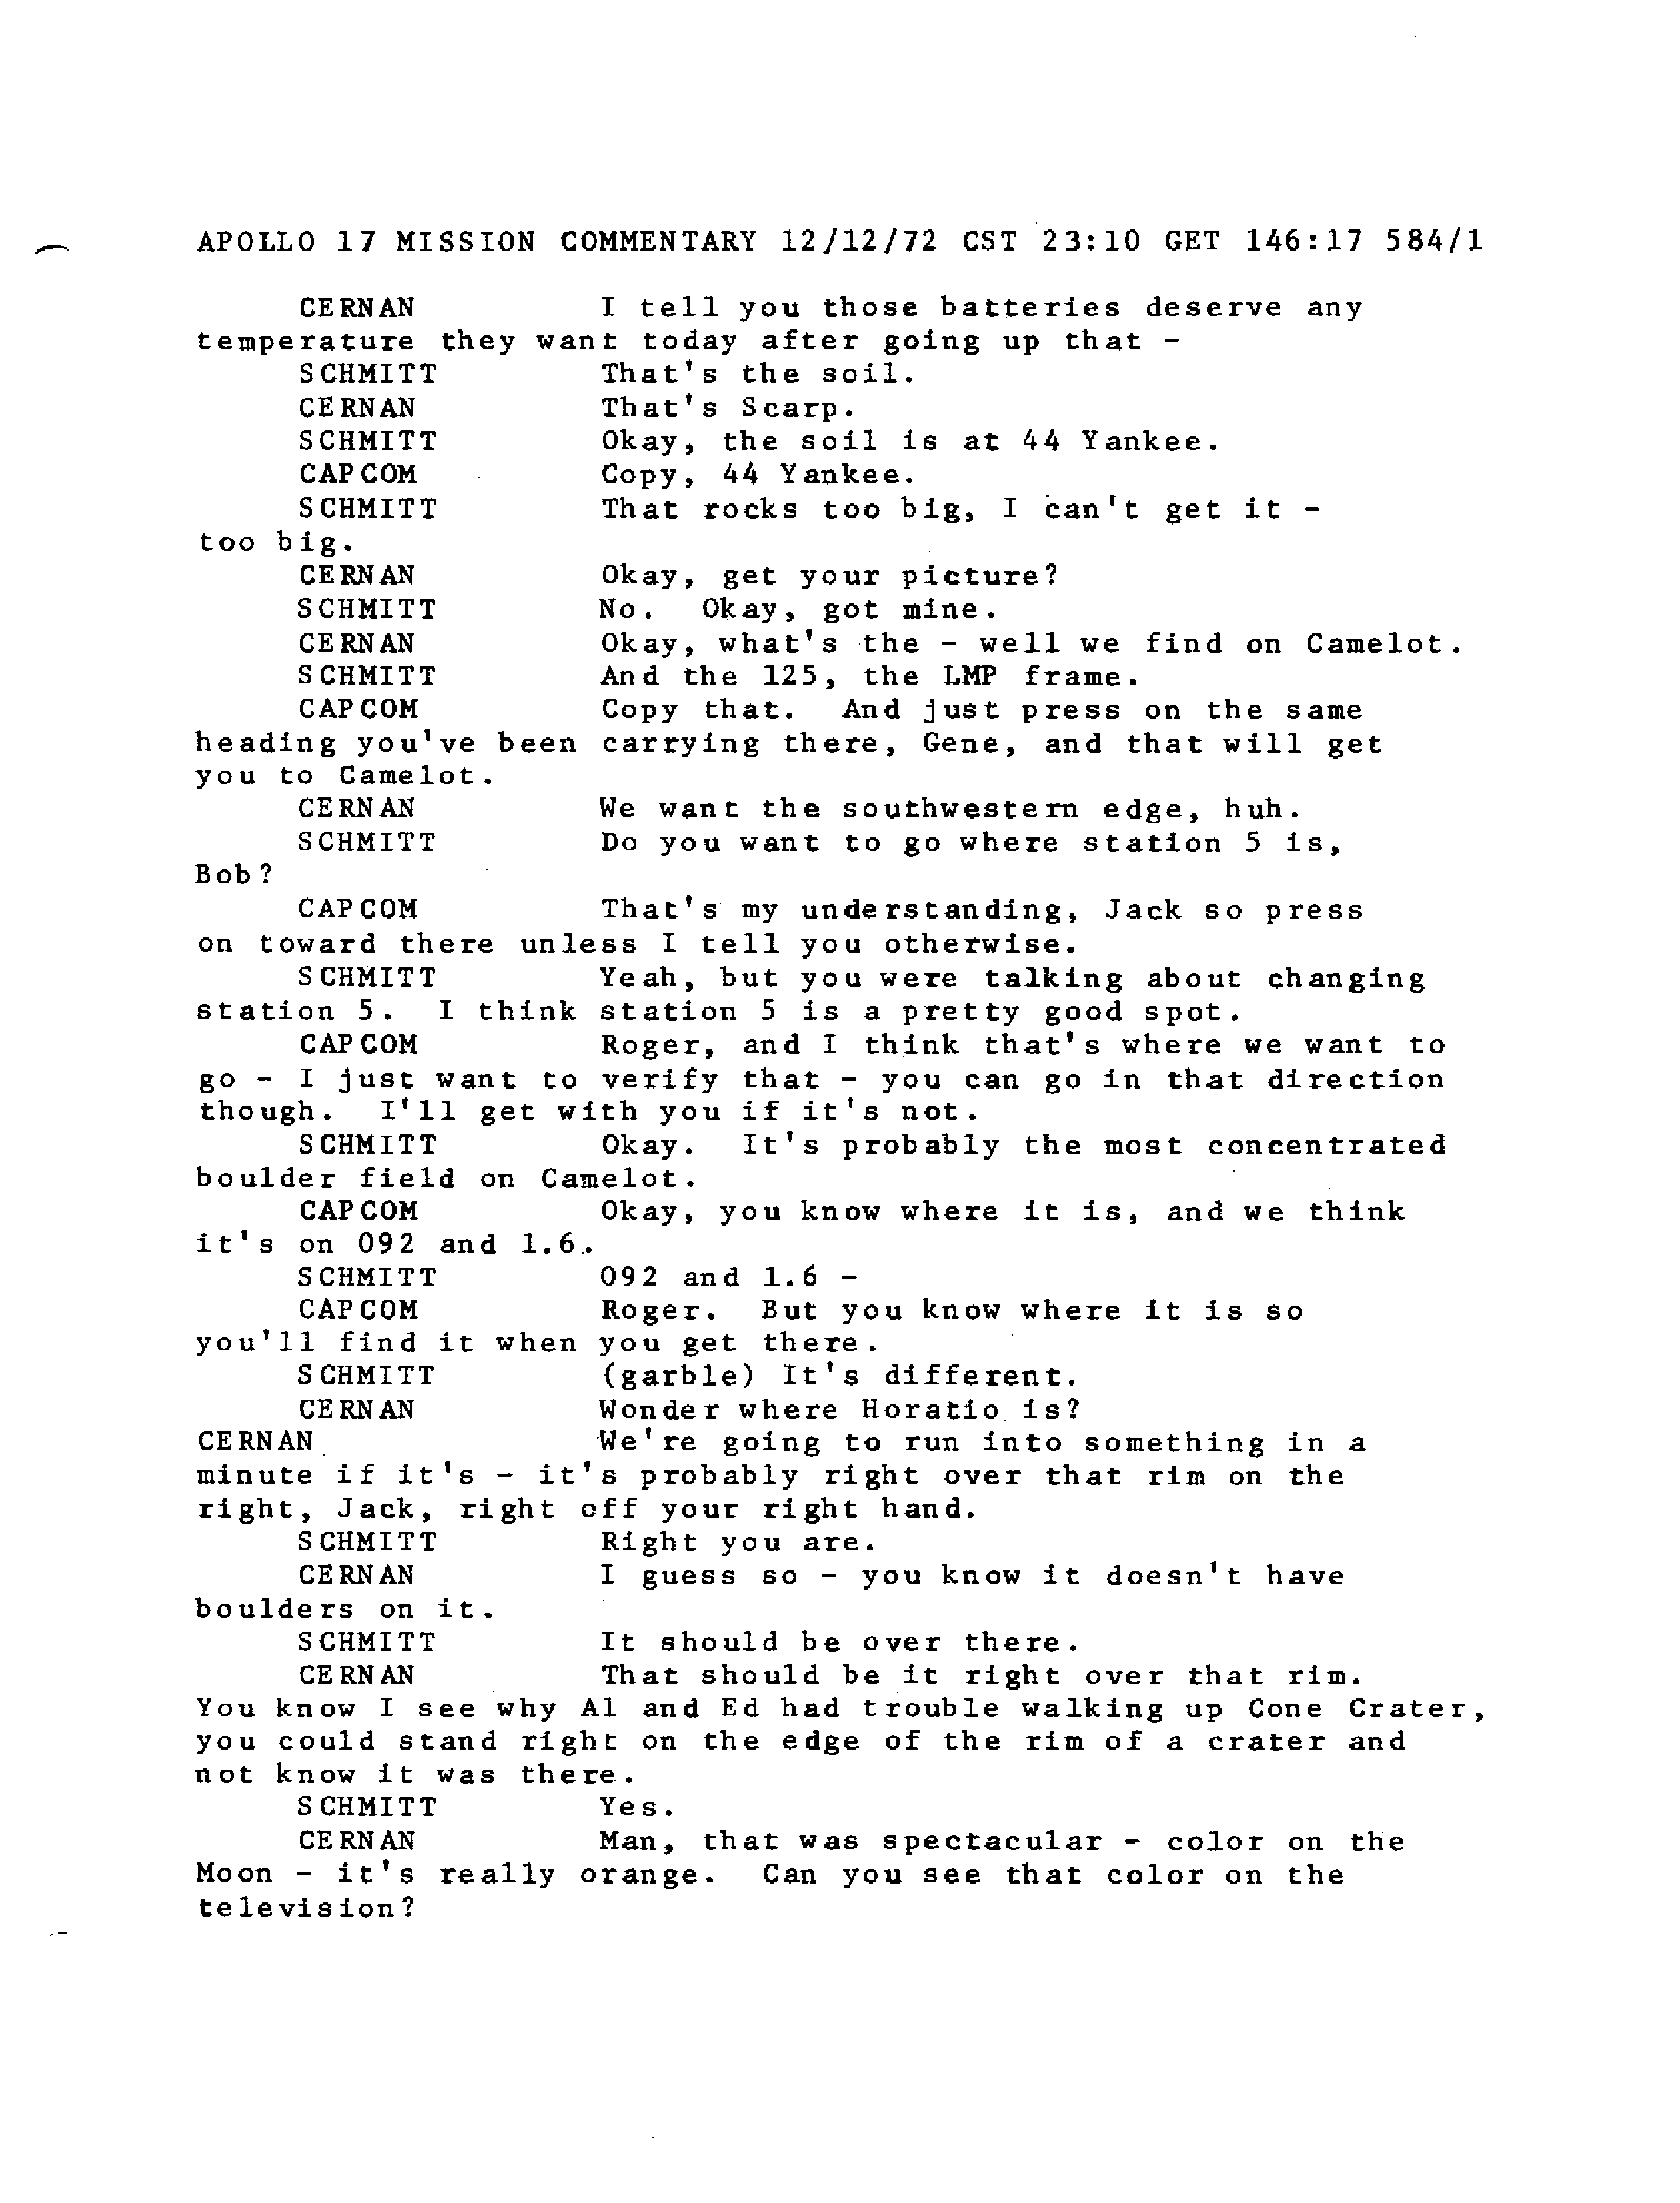 APOLLO 17 MISSION COMMENTARY 12/12/72 CST 23:10 GET 146:17 584/1
CERNAN I tell you those batteries deserve any
temperature they want today after going up that -
SCHMITT That's the soil.
CERNAN That's Scarp.
SCHMITT Okay, the soil is at 44 Yankee.
CAPCOM Copy, 44 Yankee.
SCHMITT That rocks too big, I can't get it -
too big.
CERNAN Okay, get your picture?
SCHMITT No. Okay, got mine.
CERNAN Okay, what's the - well we find on Camelot.
SCHMITT And the 125, the LMP frame.
CAPCOM Copy that. And just press on the same
heading you've been carrying there, Gene, and that will get
you to Camelot.
CERNAN We want the southwestern edge, huh.
SCHMITT Do you want to go where station 5 is,
Bob?
CAPCOM That's my understanding, Jack so press
on toward there unless I tell you otherwise.
SCHMITT Yeah, but you were talking about changing
station 5. I think station 5 is a pretty good spot.
CAPCOM Roger, and I think that's where we want to
go - I just want to verify that - you can go in that direction
though. I'll get with you if it's not.
SCHMITT Okay. It's probably the most concentrated
boulder field on Camelot.
CAPCOM Okay, you know where it is, and we think
it's on 092 and 1.6.
SCHMITT 092 and 1.6 -
CAPCOM Roger. But you know where it is so
you'll find it when you get there.
SCHMITT (garble) It's different.
CERNAN Wonder where Horatio is?
CERNAN We're going to run into something in a
minute if it's - it's probably right over that rim on the
right, Jack, right off your right hand.
SCHMITT Right you are.
CERNAN I guess so - you know it doesn't have
boulders on it.
SCHMITT It should be over there.
CERNAN That should be it right over that rim.
You know I see why Al and Ed had trouble walking up Cone Crater,
you could stand right on the edge of the rim of a crater and
not know it was there.
SCHMITT Yes.
CERNAN Man, that was spectacular - color on the
Moon - it's really orange. Can you see that color on the
television?